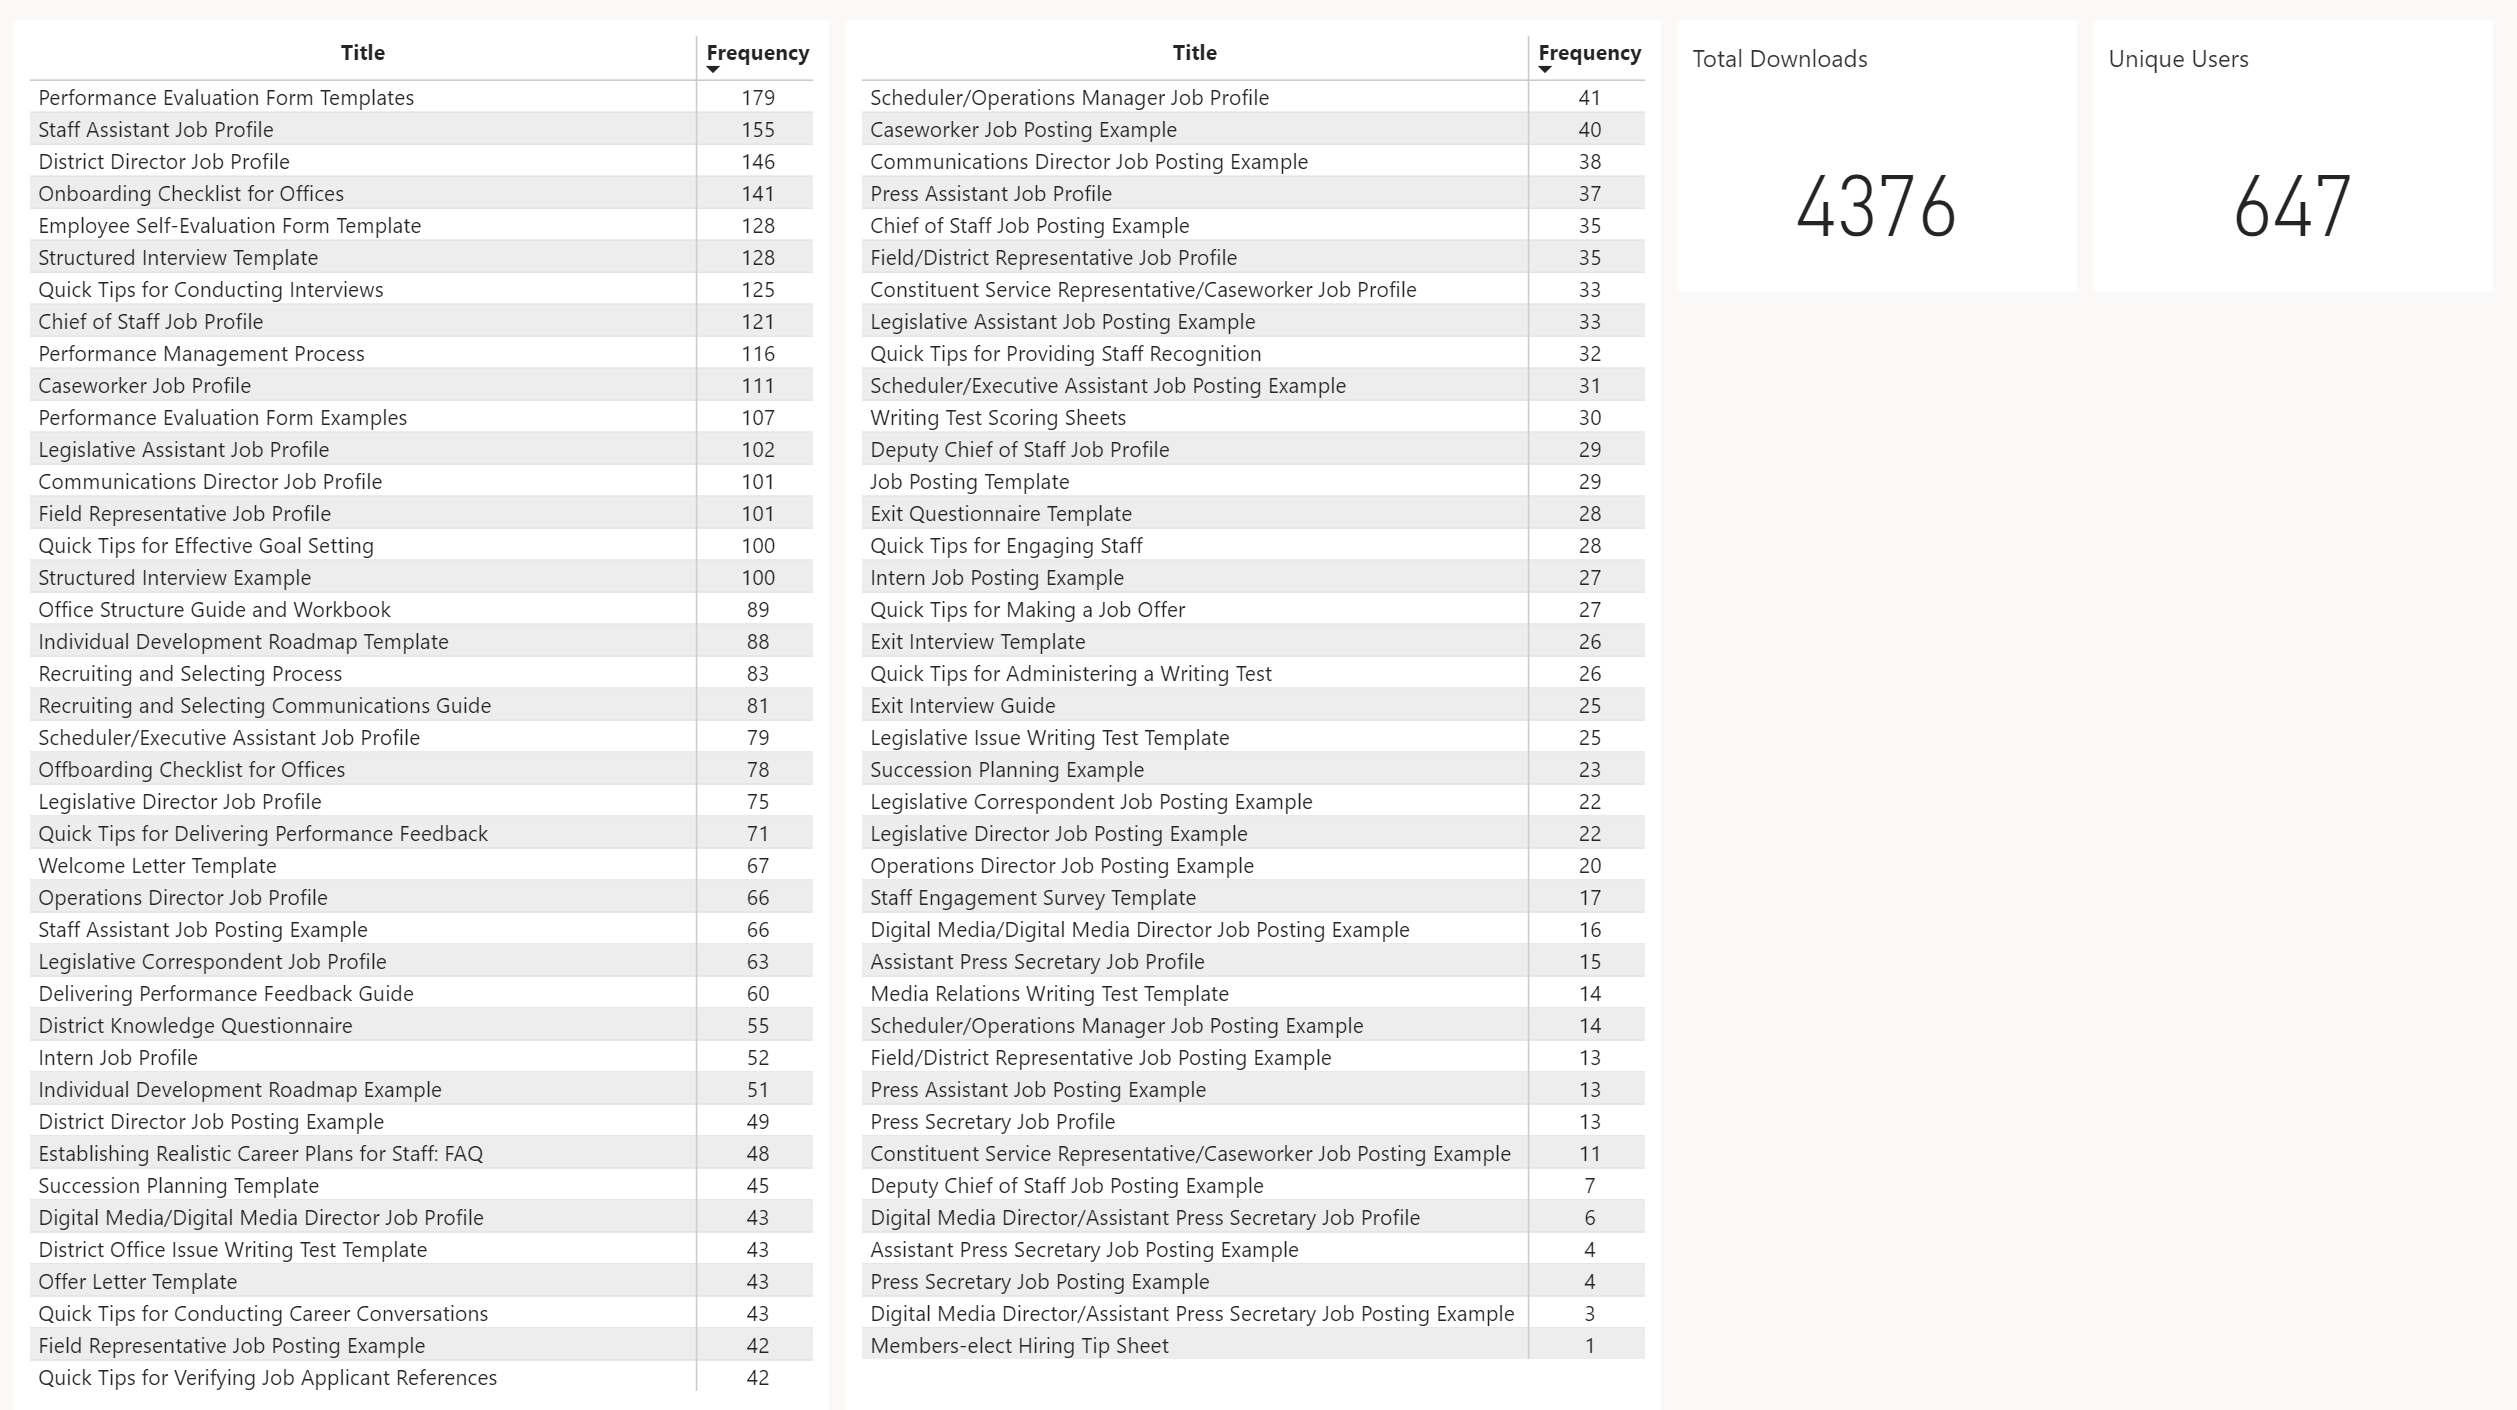 Title Frequency
Performance Evaluation Form Templates 179
Staff Assistant Job Profile 155
District Director Job Profile 146
Onboarding Checklist for Offices 141
Employee Self-Evaluation Form Template 128
Structured Interview Template 128
Quick Tips for Conducting Interviews 125
Chief of Staff Job Profile 121
Performance Management Process 116
Caseworker Job Profile 111
Performance Evaluation Form Examples 107
Legislative Assistant Job Profile 102
Communications Director Job Profile 101
Field Representative Job Profile 101
Quick Tips for Effective Goal Setting 100
Structured Interview Example 100
Office Structure Guide and Workbook 89
Individual Development Roadmap Template 88
Recruiting and Selecting Process 83
Recruiting and Selecting Communications Guide 81
Scheduler/Executive Assistant Job Profile 79
Offboarding Checklist for Offices 78
Legislative Director Job Profile 75
Quick Tips for Delivering Performance Feedback 71
Welcome Letter Template 67
Operations Director Job Profile 66
Staff Assistant Job Posting Example 66
Legislative Correspondent Job Profile 63
Delivering Performance Feedback Guide 60
District Knowledge Questionnaire 55
Intern Job Profile 52
Individual Development Roadmap Example 51
District Director Job Posting Example 49
Establishing Realistic Career Plans for Staff: FAQ 48
Succession Planning Template 45
Digital Media/Digital Media Director Job Profile 43
District Office Issue Writing Test Template 43
Offer Letter Template 43
Quick Tips for Conducting Career Conversations 43
Field Representative Job Posting Example 42
Quick Tips for Verifying Job Applicant References 42
Title Frequency
Scheduler/Operations Manager Job Profile 41
Caseworker Job Posting Example 40
Communications Director Job Posting Example 38
Press Assistant Job Profile 37
Chief of Staff Job Posting Example 35
Field/District Representative Job Profile 35
Constituent Service Representative/Caseworker Job Profile 33
Legislative Assistant Job Posting Example 33
Quick Tips for Providing Staff Recognition 32
Scheduler/Executive Assistant Job Posting Example 31
Writing Test Scoring Sheets 30
Deputy Chief of Staff Job Profile 29
Job Posting Template 29
Exit Questionnaire Template 28
Quick Tips for Engaging Staff 28
Intern Job Posting Example 27
Quick Tips for Making a Job Offer 27
Exit Interview Template 26
Quick Tips for Administering a Writing Test 26
Exit Interview Guide 25
Legislative Issue Writing Test Template 25
Succession Planning Example 23
Legislative Correspondent Job Posting Example 22
Legislative Director Job Posting Example 22
Operations Director Job Posting Example 20
Staff Engagement Survey Template 17
Digital Media/Digital Media Director Job Posting Example 16
Assistant Press Secretary Job Profile 15
Media Relations Writing Test Template 14
Scheduler/Operations Manager Job Posting Example 14
Field/District Representative Job Posting Example 13
Press Assistant Job Posting Example 13
Press Secretary Job Profile 13
Constituent Service Representative/Caseworker Job Posting Example 11
Deputy Chief of Staff Job Posting Example 7
Digital Media Director/Assistant Press Secretary Job Profile 6
Assistant Press Secretary Job Posting Example 4
Press Secretary Job Posting Example 4
Digital Media Director/Assistant Press Secretary Job Posting Example 3
Members-elect Hiring Tip Sheet 1
Total Downloads
4376
Unique Users
647